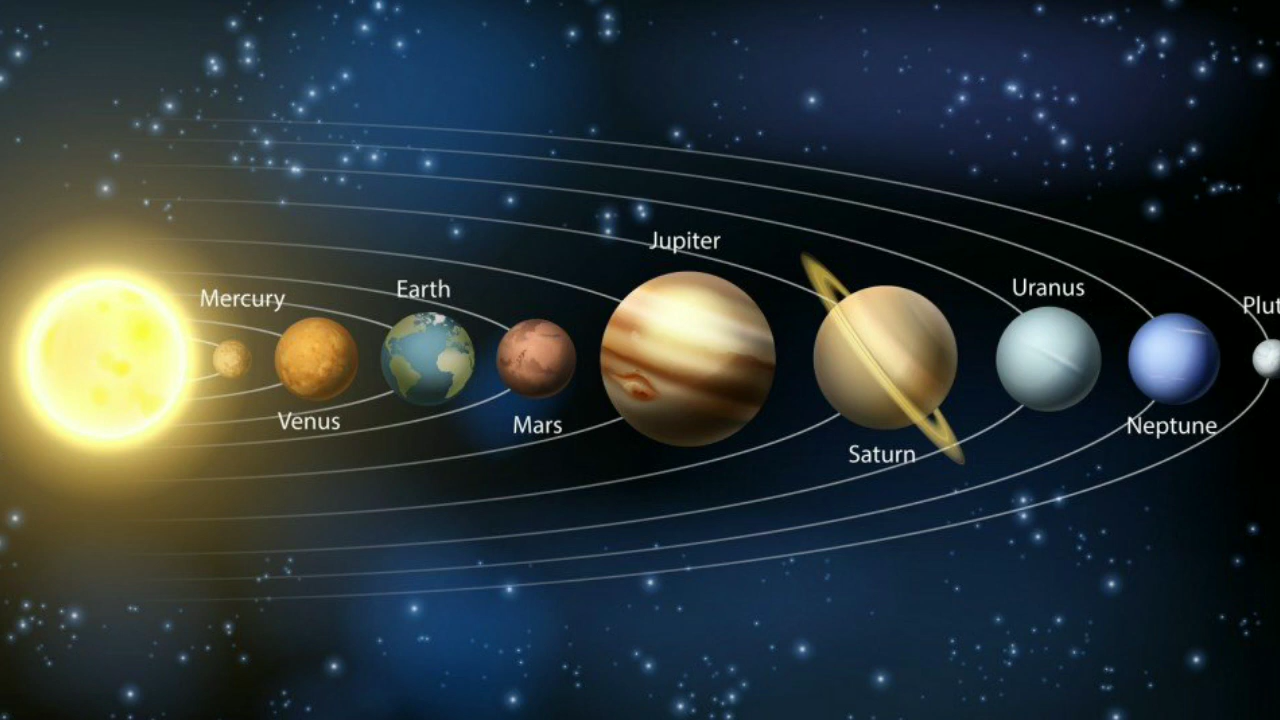 Mercury
Venus
Earth
Mars
Jupiter
Saturn
Uranus
Neptune
Plut